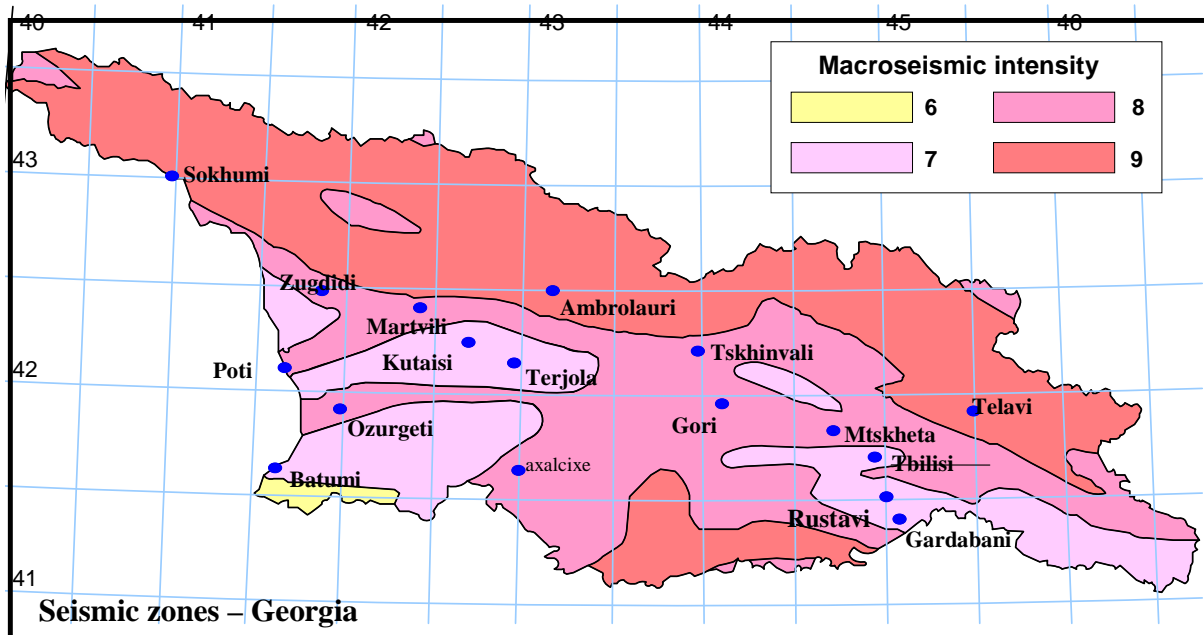 40 41 42 43 44 45 46
Macroseismic intensity
6 8
7 9
43
Sokhumi
Zugdidi
Ambrolauri
Martvili
Tskhinvali
Kutaisi
Poti
Terjola
42
Telavi
Ozurgeti
Gori
Mtskheta
axalcixe
Tbilisi
Batumi
Rustavi
Gardabani
41
Seismic zones – Georgia